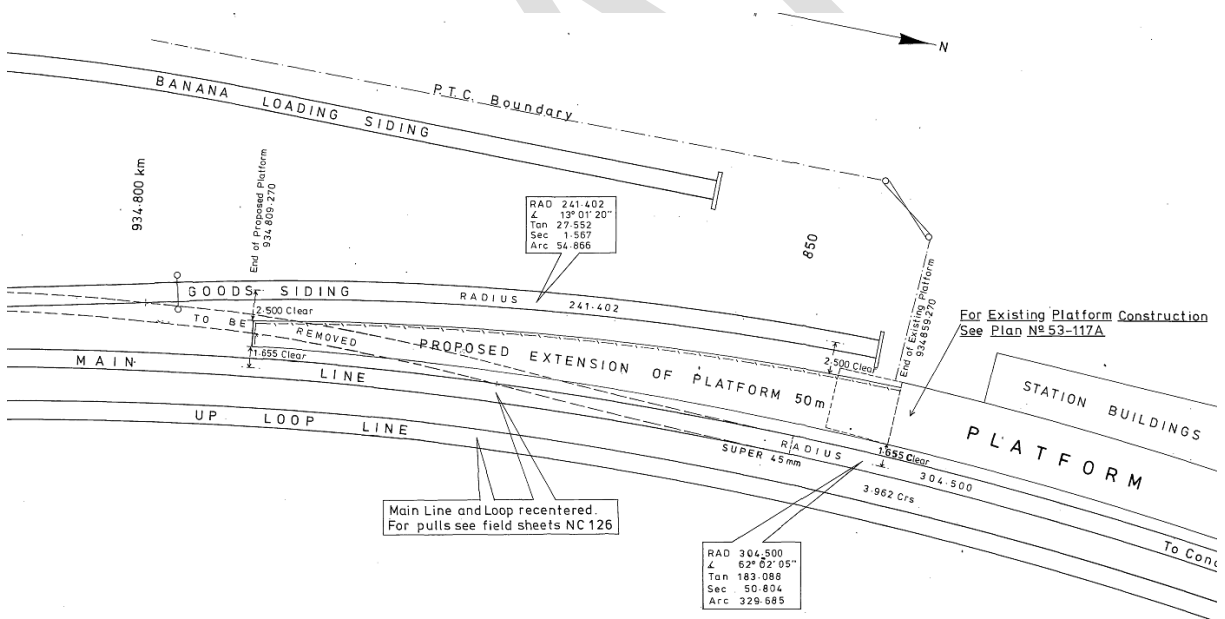 N
P.T.C. Boundary
BANANA LOADING SIDING
934.800 km
End of Proposed Platform
934 809.270
RAD 241.402
∡ 13° 01' 20"
Tan 27.552
Sec 1.567
Arc 54.866
850
GOODS SIDING
RADIUS 241.402
End of Existing Platform
934 859.270
For Existing Platform Construction
See Plan Nº 53-117A
2.500 Clear
TO BE REMOVED
1.655 Clear
PROPOSED EXTENSION OF PLATFORM 50m
2.500 Clear
STATION BUILDINGS
MAIN LINE
PLATFORM
UP LOOP LINE
SUPER 45mm
RADIUS 304.500
1.655 Clear
3.962 Crs
To Conc
Main Line and Loop recentered.
For pulls see field sheets NC 126
RAD 304.500
∡ 62° 02' 05"
Tan 183.088
Sec 50.804
Arc 329.685